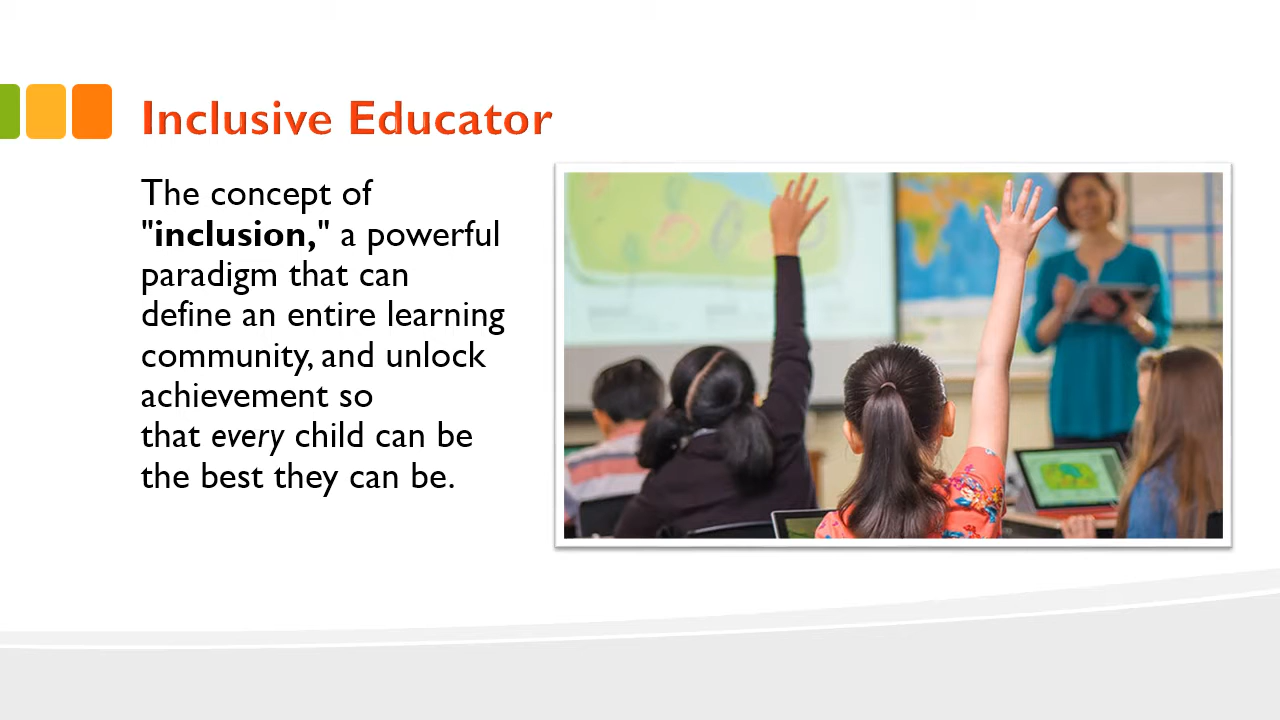 Inclusive Educator
The concept of
"inclusion," a powerful
paradigm that can
define an entire learning
community, and unlock
achievement so
that every child can be
the best they can be.